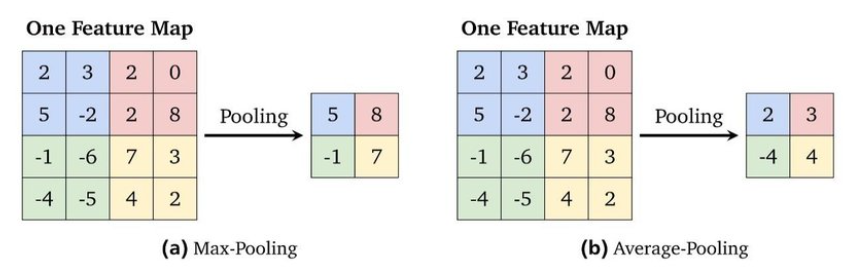 One Feature Map
2 3 2 0
5 -2 2 8
-1 -6 7 3
-4 -5 4 2
Pooling
5 8
-1 7
(a) Max-Pooling
One Feature Map
2 3 2 0
5 -2 2 8
-1 -6 7 3
-4 -5 4 2
Pooling
2 3
-4 4
(b) Average-Pooling